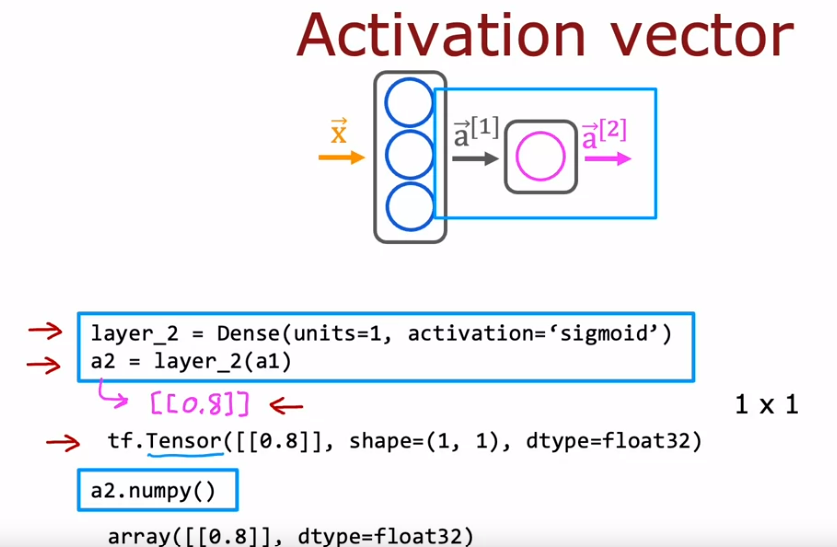 Activation vector
x⃗ a⃗[1] a⃗[2]
layer_2 = Dense(units=1, activation=‘sigmoid’)
a2 = layer_2(a1)
[[0.8]]
1 x 1
tf.Tensor([[0.8]], shape=(1, 1), dtype=float32)
a2.numpy()
array([[0.8]], dtype=float32)